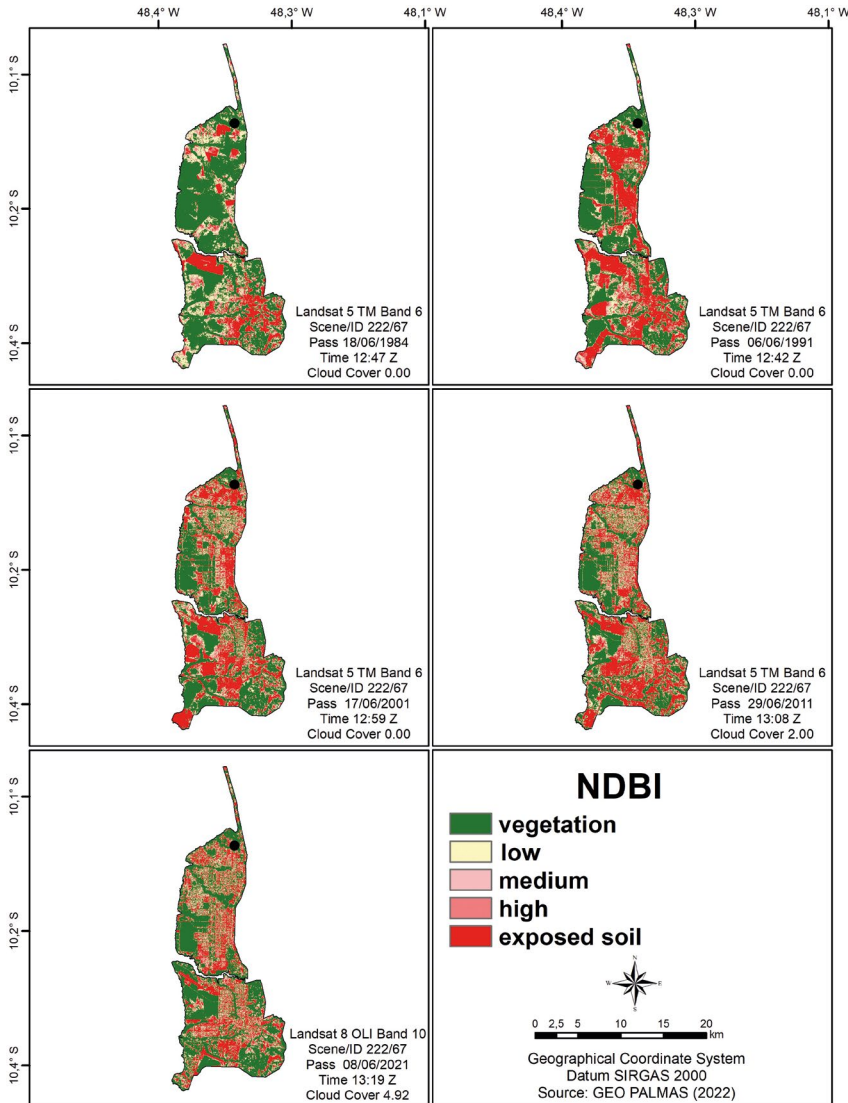 48,4° W
48,3° W
48,1° W
48,4° W
48,3° W
48,1° W
10,1° S
10,2° S
10,4° S
Landsat 5 TM Band 6
Scene/ID 222/67
Pass 18/06/1984
Time 12:47 Z
Cloud Cover 0.00
Landsat 5 TM Band 6
Scene/ID 222/67
Pass 06/06/1991
Time 12:42 Z
Cloud Cover 0.00
10,1° S
10,2° S
10,4° S
Landsat 5 TM Band 6
Scene/ID 222/67
Pass 17/06/2001
Time 12:59 Z
Cloud Cover 0.00
Landsat 5 TM Band 6
Scene/ID 222/67
Pass 29/06/2011
Time 13:08 Z
Cloud Cover 2.00
10,1° S
10,2° S
10,4° S
Landsat 8 OLI Band 10
Scene/ID 222/67
Pass 08/06/2021
Time 13:19 Z
Cloud Cover 4.92
NDBI
vegetation
low
medium
high
exposed soil
N
W E
S
0 2,5 5 10 15 20
km
Geographical Coordinate System
Datum SIRGAS 2000
Source: GEO PALMAS (2022)